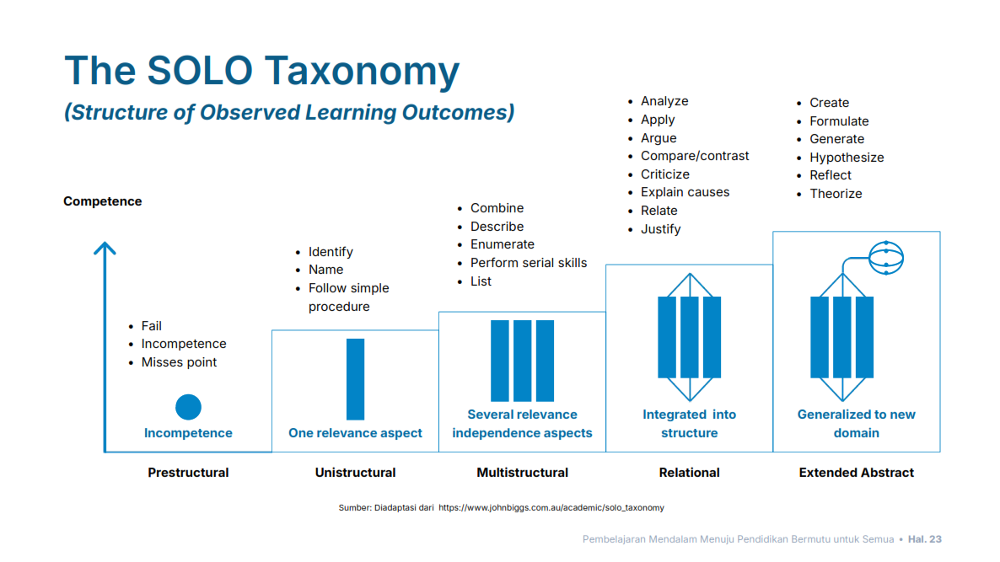 The SOLO Taxonomy
(Structure of Observed Learning Outcomes)
Competence
• Fail
• Incompetence
• Misses point
Incompetence
Prestructural
• Identify
• Name
• Follow simple
procedure
One relevance aspect
Unistructural
• Combine
• Describe
• Enumerate
• Perform serial skills
• List
Several relevance
independence aspects
Multistructural
• Analyze
• Apply
• Argue
• Compare/contrast
• Criticize
• Explain causes
• Relate
• Justify
Integrated into
structure
Relational
• Create
• Formulate
• Generate
• Hypothesize
• Reflect
• Theorize
Generalized to new
domain
Extended Abstract
Sumber: Diadaptasi dari https://www.johnbiggs.com.au/academic/solo_taxonomy
Pembelajaran Mendalam Menuju Pendidikan Bermutu untuk Semua • Hal. 23